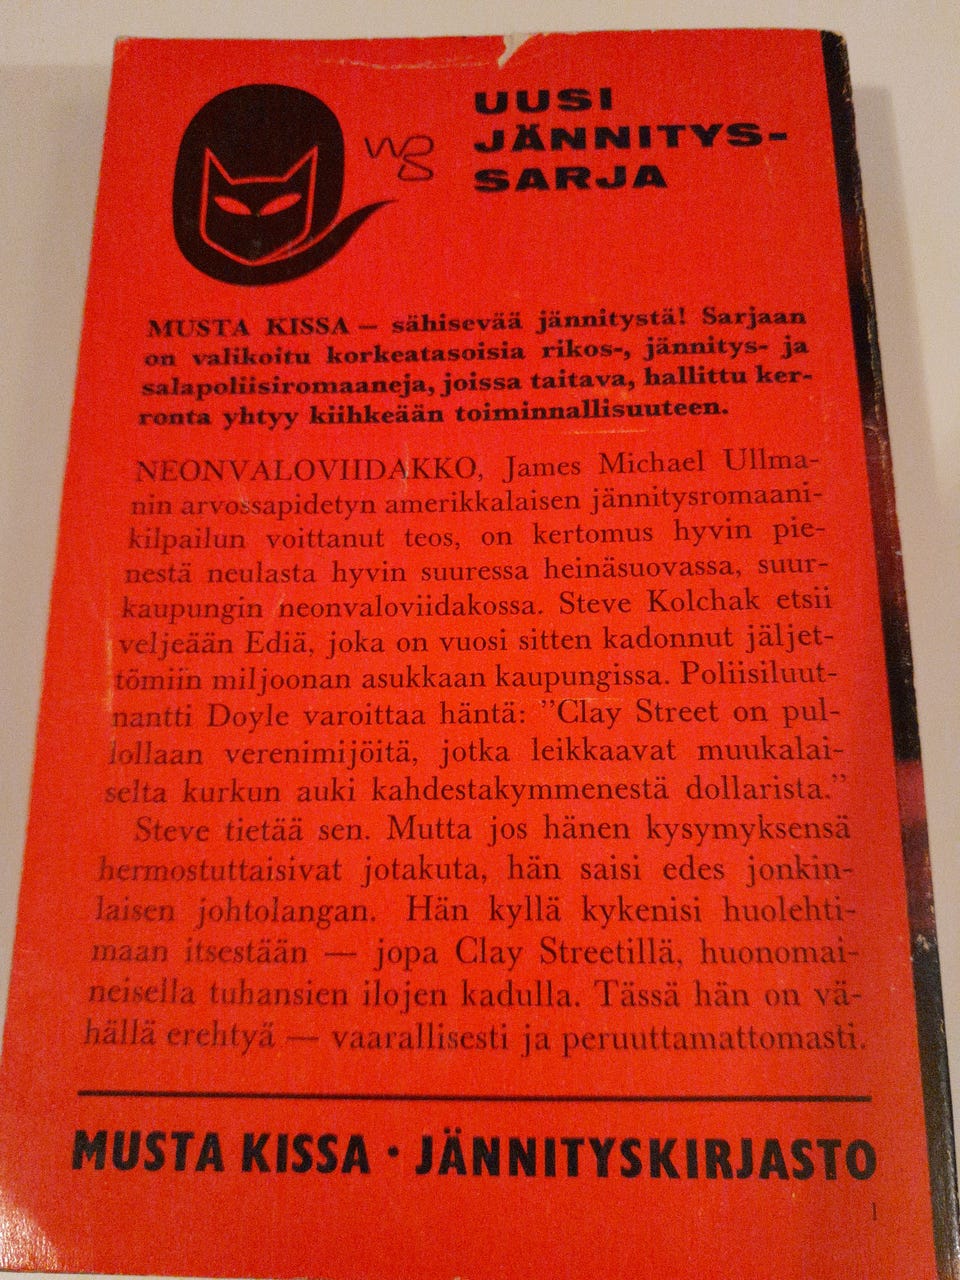 UUSI
JÄNNITYS-
SARJA
wg
MUSTA KISSA — sähisevää jännitystä! Sarjaan
on valikoitu korkeatasoisia rikos-, jännitys- ja
salapoliisiromaaneja, joissa taitava, hallittu ker-
ronta yhtyy kiihkeään toiminnallisuuteen.
NEONVALOVIIDAKKO, James Michael Ullma-
nin arvossapidetyn amerikkalaisen jännitysromaani-
kilpailun voittanut teos, on kertomus hyvin pie-
nestä neulasta hyvin suuressa heinäsuovassa, suur-
kaupungin neonvaloviidakossa. Steve Kolchak etsii
veljeään Ediä, joka on vuosi sitten kadonnut jäljet-
tömiin miljoonan asukkaan kaupungissa. Poliisiluut-
nantti Doyle varoittaa häntä: ”Clay Street on pul-
lollaan verenimijöitä, jotka leikkaavat muukalai-
selta kurkun auki kahdestakymmenestä dollarista.”
Steve tietää sen. Mutta jos hänen kysymyksensä
hermostuttaisivat jotakuta, hän saisi edes jonkin-
laisen johtolangan. Hän kyllä kykenisi huolehti-
maan itsestään — jopa Clay Streetillä, huonomai-
neisella tuhansien ilojen kadulla. Tässä hän on vä-
hällä erehtyä — vaarallisesti ja peruuttamattomasti.
MUSTA KISSA · JÄNNITYSKIRJASTO
1